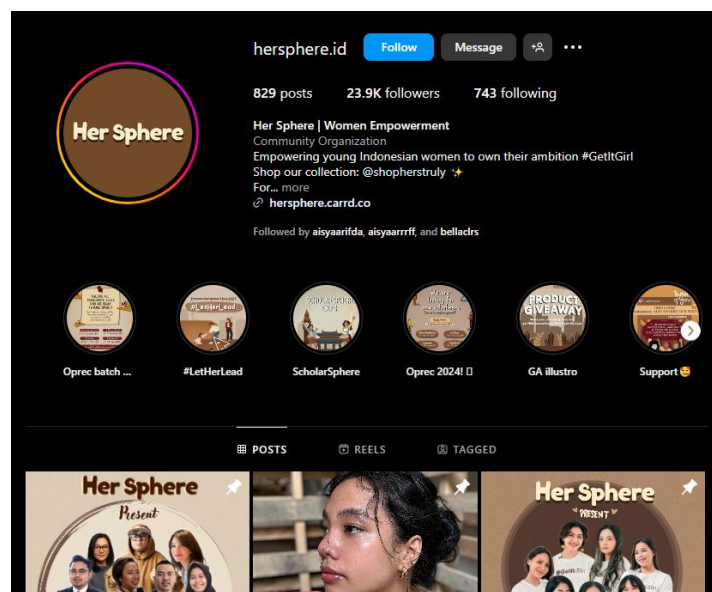 hersphere.id Follow Message
829 posts 23.9K followers 743 following
Her Sphere
Her Sphere | Women Empowerment
Community Organization
Empowering young Indonesian women to own their ambition #GetItGirl
Shop our collection: @shopherstruly ✨
For... more
hersphere.carrd.co
Followed by aisyaarifda, aisyaarrrff, and bellaclrs
#LetHerLead
PRODUCT
GIVEAWAY
Oprec batch ... #LetHerLead ScholarSphere Oprec 2024! GA illustro Support🥰
POSTS REELS TAGGED
Her Sphere
Present
Her Sphere
PRESENT